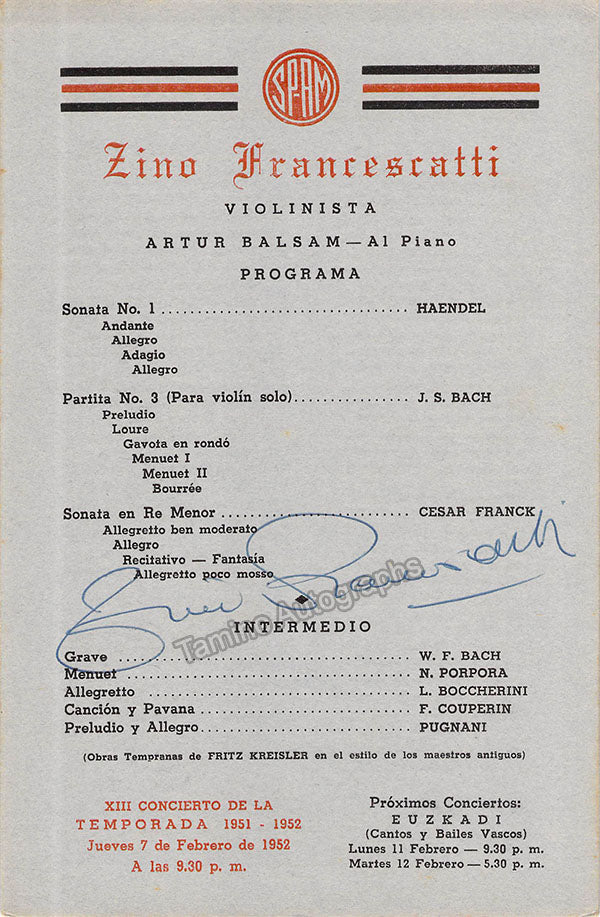 SPAM
Zino Francescatti
VIOLINISTA
ARTUR BALSAM — Al Piano
PROGRAMA
Sonata No. 1 .................................. HAENDEL
Andante
Allegro
Adagio
Allegro
Partita No. 3 (Para violín solo)................ J. S. BACH
Preludio
Loure
Gavota en rondó
Menuet I
Menuet II
Bourrée
Sonata en Re Menor .......................... CESAR FRANCK
Allegretto ben moderato
Allegro
Recitativo — Fantasía
Allegretto poco mosso
Zino Francescatti
Tamino Autographs
INTERMEDIO
Grave ........................................ W. F. BACH
Menuet ....................................... N. PORPORA
Allegretto ................................... L. BOCCHERINI
Canción y Pavana ............................. F. COUPERIN
Preludio y Allegro............................ PUGNANI
(Obras Tempranas de FRITZ KREISLER en el estilo de los maestros antiguos)
XIII CONCIERTO DE LA
TEMPORADA 1951 - 1952
Jueves 7 de Febrero de 1952
A las 9.30 p. m.
Próximos Conciertos:
EUZKADI
(Cantos y Bailes Vascos)
Lunes 11 Febrero — 9.30 p. m.
Martes 12 Febrero — 5.30 p. m.